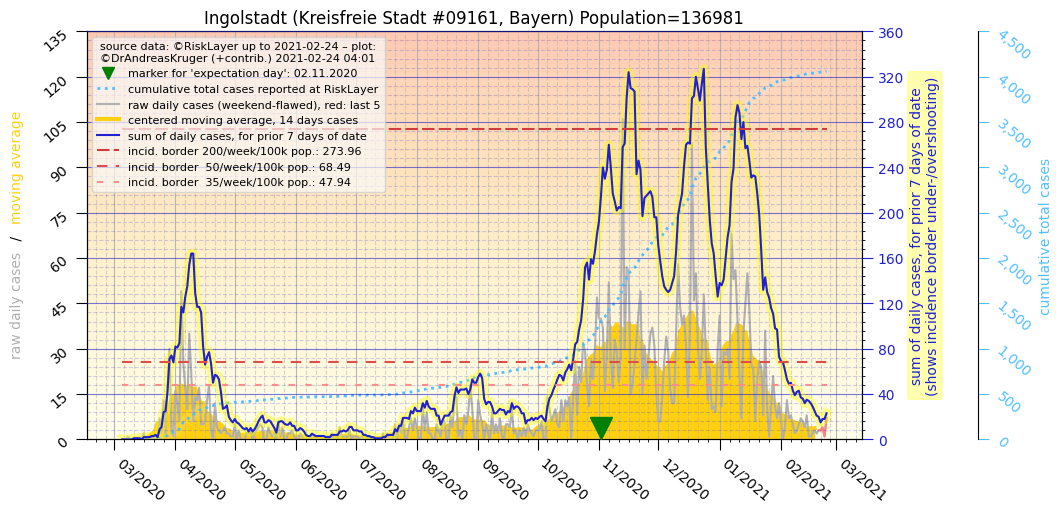 Ingolstadt (Kreisfreie Stadt #09161, Bayern) Population=136981
source data: ©RiskLayer up to 2021-02-24 – plot:
©DrAndreasKruger (+contrib.) 2021-02-24 04:01
marker for 'expectation day': 02.11.2020
cumulative total cases reported at RiskLayer
raw daily cases (weekend-flawed), red: last 5
centered moving average, 14 days cases
sum of daily cases, for prior 7 days of date
incid. border 200/week/100k pop.: 273.96
incid. border  50/week/100k pop.: 68.49
incid. border  35/week/100k pop.: 47.94
raw daily cases / moving average
135
120
105
90
75
60
45
30
15
0
03/2020
04/2020
05/2020
06/2020
07/2020
08/2020
09/2020
10/2020
11/2020
12/2020
01/2021
02/2021
03/2021
360
320
280
240
200
160
120
80
40
0
sum of daily cases, for prior 7 days of date
(shows incidence border under-/overshooting)
4,500
4,000
3,500
3,000
2,500
2,000
1,500
1,000
500
0
cumulative total cases